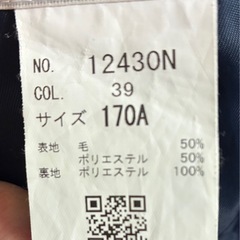 NO. 12430N
COL. 39
サイズ 170A
表地 毛 50%
ポリエステル 50%
裏地 ポリエステル 100%